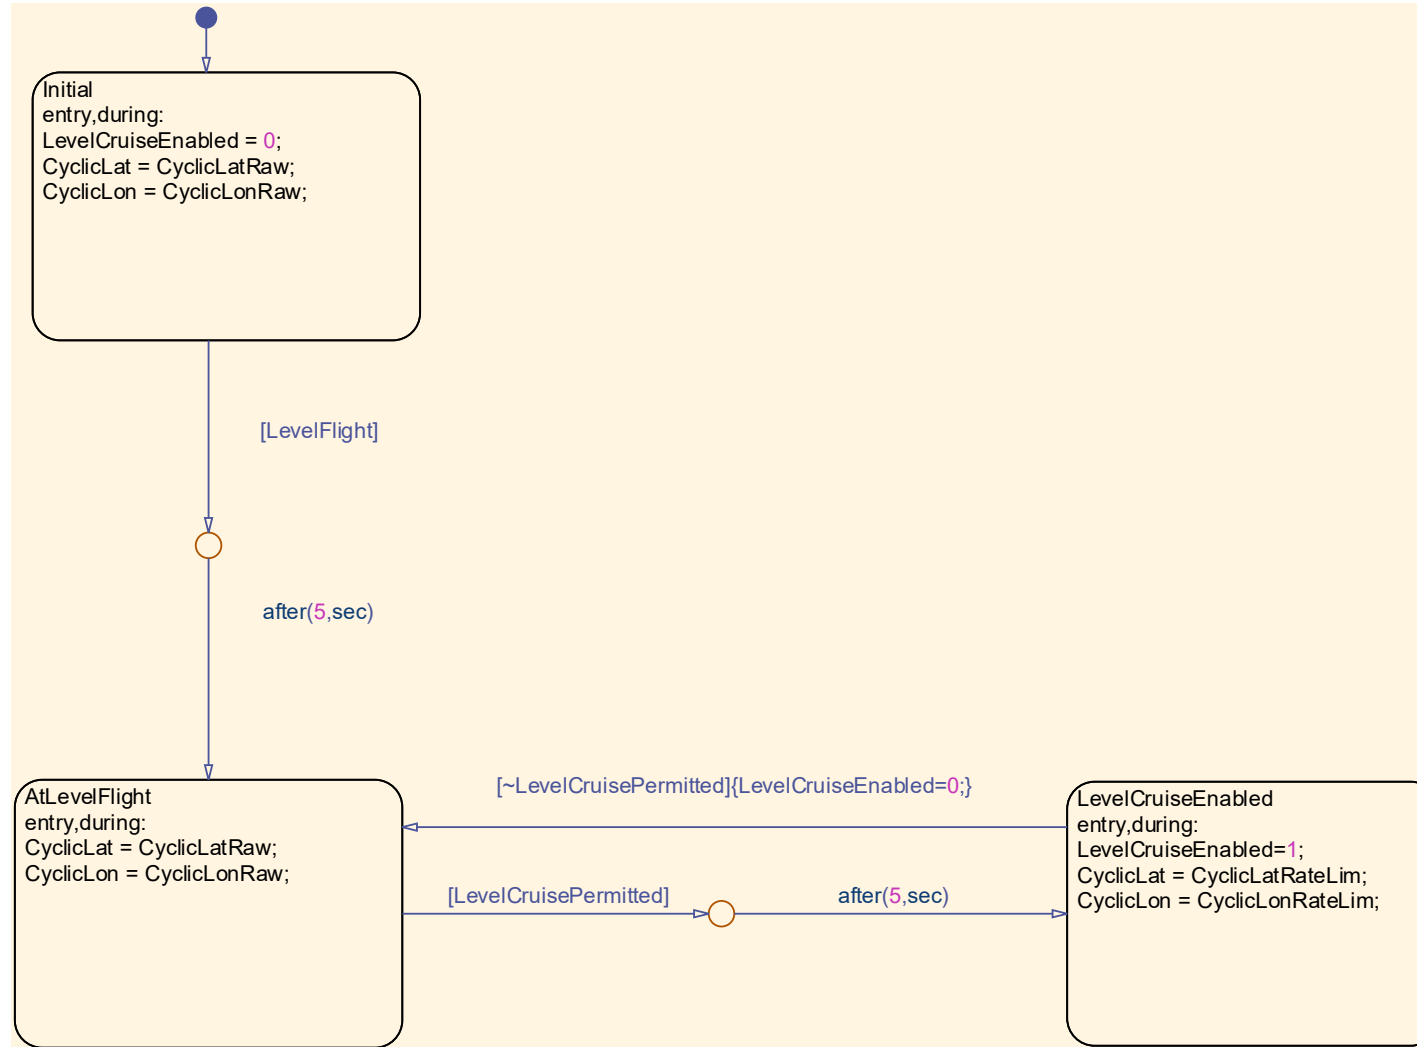 Initial
entry,during:
LevelCruiseEnabled = 0;
CyclicLat = CyclicLatRaw;
CyclicLon = CyclicLonRaw;
[LevelFlight]
after(5,sec)
AtLevelFlight
entry,during:
CyclicLat = CyclicLatRaw;
CyclicLon = CyclicLonRaw;
[~LevelCruisePermitted]{LevelCruiseEnabled=0;}
[LevelCruisePermitted]
after(5,sec)
LevelCruiseEnabled
entry,during:
LevelCruiseEnabled=1;
CyclicLat = CyclicLatRateLim;
CyclicLon = CyclicLonRateLim;